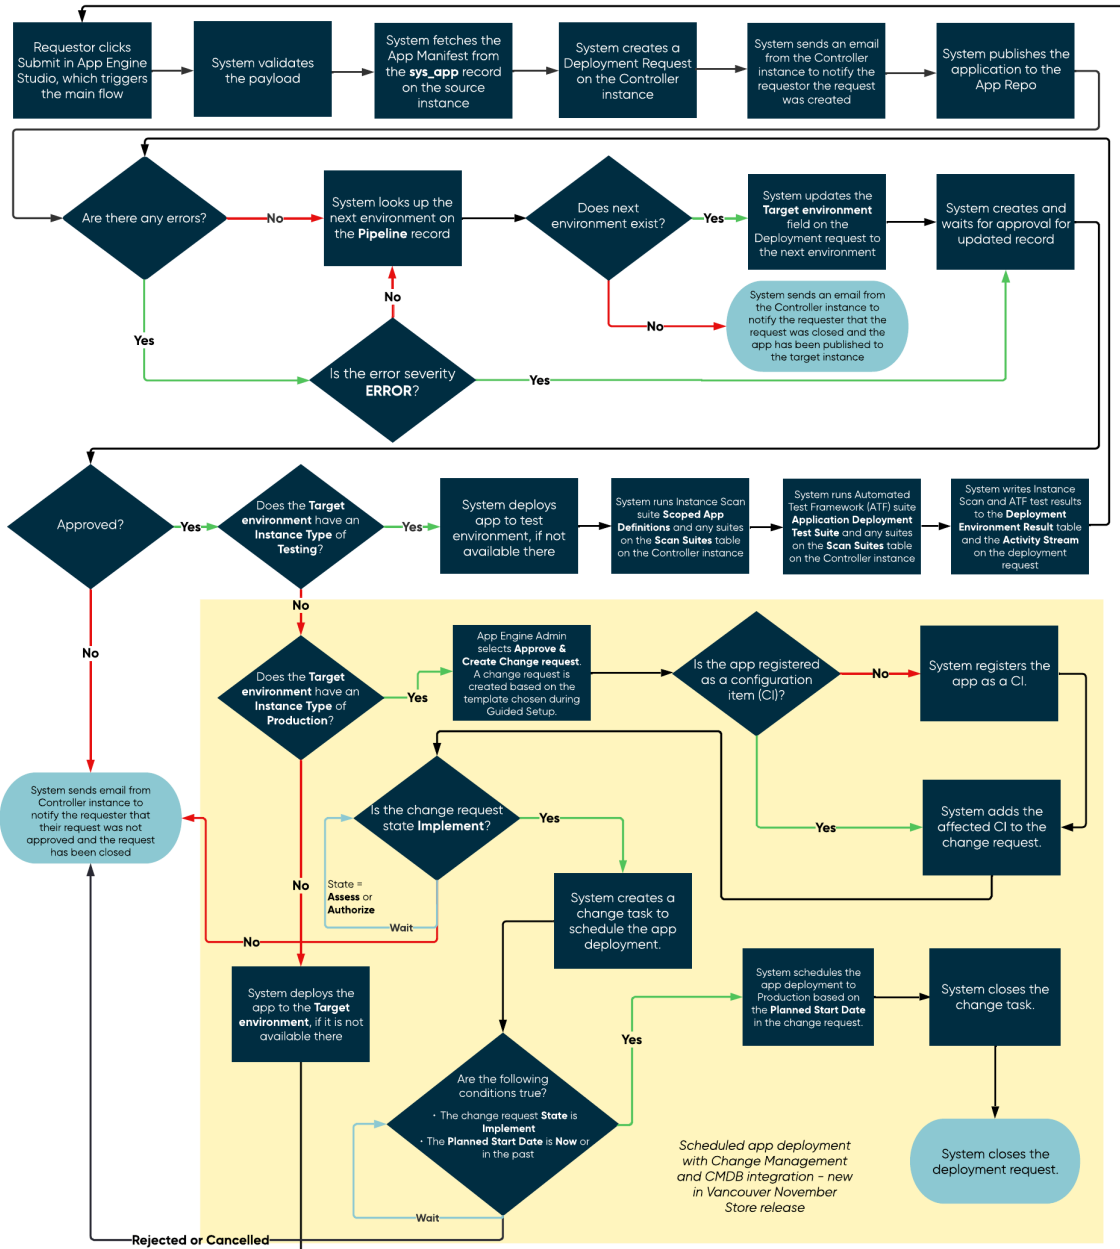 Requestor clicks
Submit in App Engine
Studio, which triggers
the main flow
System validates
the payload
System fetches the
App Manifest from
the sys_app record
on the source
instance
System creates a
Deployment Request
on the Controller
instance
System sends an email
from the Controller
instance to notify the
requestor the request
was created
System publishes the
application to the
App Repo
Are there any errors?
No
System looks up the
next environment on
the Pipeline record
Does next
environment exist?
Yes
System updates the
Target environment
field on the
Deployment request to
the next environment
System creates and
waits for approval for
updated record
No
System sends an email from
the Controller instance to
notify the requester that the
request was closed and the
app has been published to
the target instance
No
Yes
Is the error severity
ERROR?
Yes
Approved?
Yes
Does the Target
environment have an
Instance Type of
Testing?
Yes
System deploys
app to test
environment, if not
available there
System runs Instance Scan
suite Scoped App
Definitions and any suites
on the Scan Suites table
on the Controller instance
System runs Automated
Test Framework (ATF) suite
Application Deployment
Test Suite and any suites
on the Scan Suites table
on the Controller instance
System writes Instance
Scan and ATF test results
to the Deployment
Environment Result table
and the Activity Stream
on the deployment
request
No
No
Does the Target
environment have an
Instance Type of
Production?
Yes
App Engine Admin
selects Approve &
Create Change request.
A change request is
created based on the
template chosen during
Guided Setup.
Is the app registered
as a configuration
item (CI)?
No
System registers the
app as a CI.
System sends email from
Controller instance to
notify the requester that
their request was not
approved and the request
has been closed
Is the change request
state Implement?
Yes
Yes
System adds the
affected CI to the
change request.
No
State =
Assess or
Authorize
Wait
No
System creates a
change task to
schedule the app
deployment.
System deploys the
app to the Target
environment, if it is not
available there
System schedules the
app deployment to
Production based on
the Planned Start Date
in the change request.
System closes the
change task.
Yes
Are the following
conditions true?
• The change request State is
Implement
• The Planned Start Date is Now or
in the past
Wait
Scheduled app deployment
with Change Management
and CMDB integration - new
in Vancouver November
Store release
System closes the
deployment request.
Rejected or Cancelled